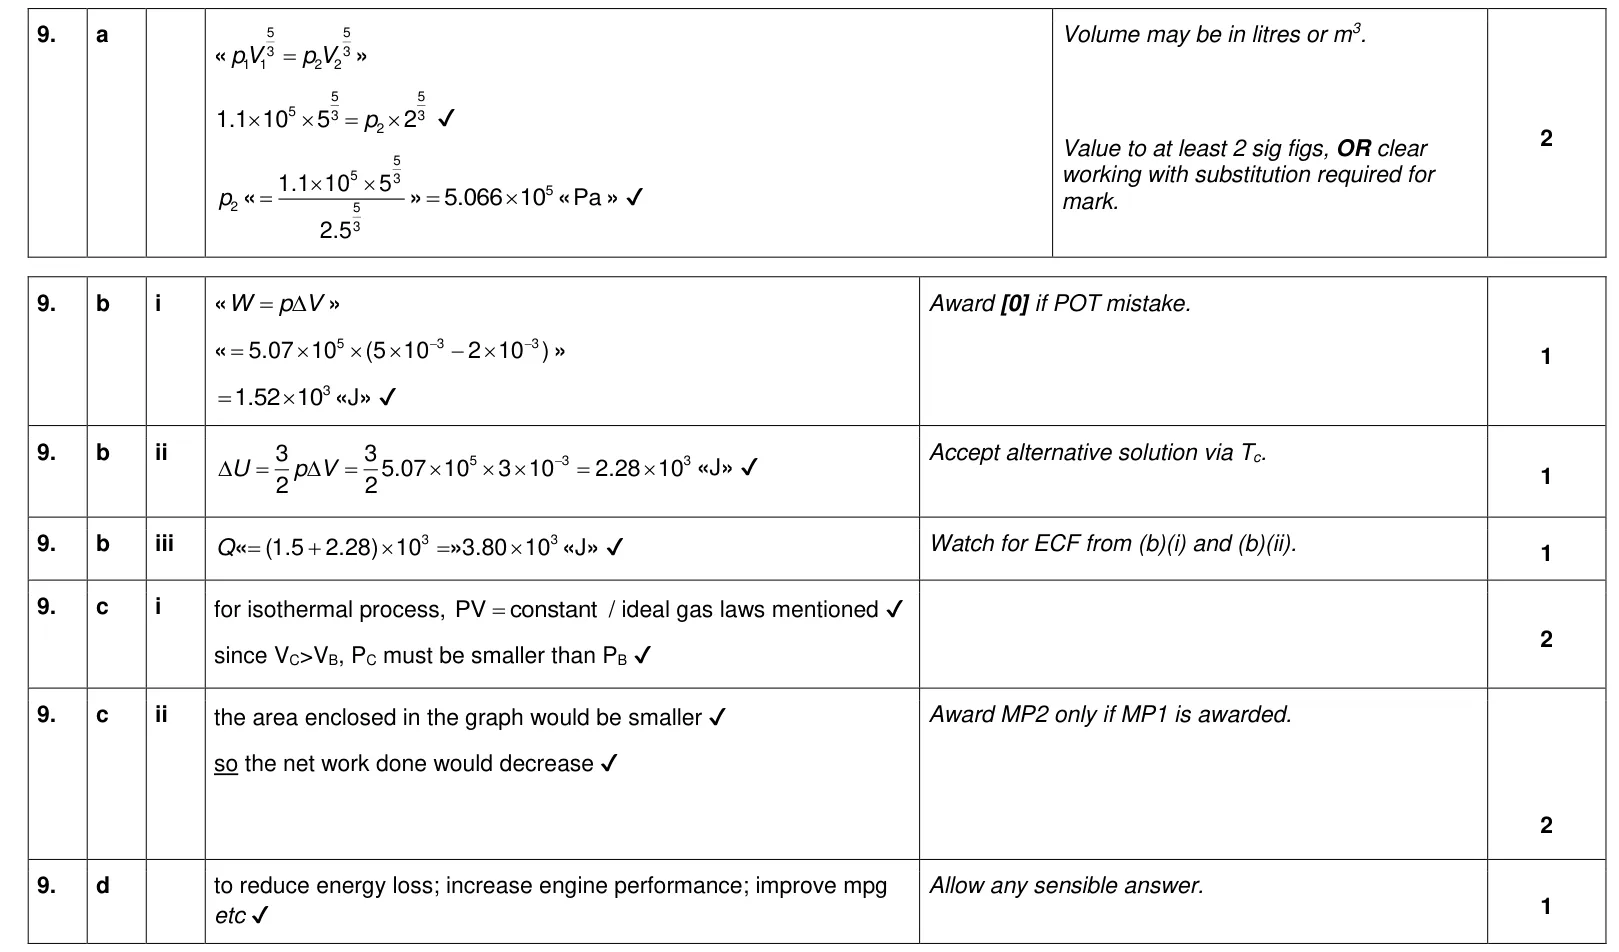 9. a « p₁V₁^(5/3) = p₂V₂^(5/3) » Volume may be in litres or m³.
1.1×10⁵ ×5^(5/3) = p₂ ×2^(5/3) ✓
2
Value to at least 2 sig figs, OR clear
p₂ « = (1.1×10⁵ ×5^(5/3)) / (2.5^(5/3)) » = 5.066×10⁵ « Pa » ✓ working with substitution required for
mark.
9. b i « W = pΔV » Award [0] if POT mistake.
« = 5.07×10⁵ ×(5×10⁻³ − 2×10⁻³) » 1
= 1.52×10³ «J» ✓
9. b ii ΔU = 3/2 pΔV = 3/2 5.07×10⁵ ×3×10⁻³ = 2.28×10³ «J» ✓ Accept alternative solution via Tc. 1
9. b iii Q«= (1.5 + 2.28)×10³ =»3.80×10³ «J» ✓ Watch for ECF from (b)(i) and (b)(ii). 1
9. c i for isothermal process, PV = constant / ideal gas laws mentioned ✓ 2
since VC>VB, PC must be smaller than PB ✓
9. c ii the area enclosed in the graph would be smaller ✓ Award MP2 only if MP1 is awarded.
so the net work done would decrease ✓
2
9. d to reduce energy loss; increase engine performance; improve mpg Allow any sensible answer. 1
etc ✓